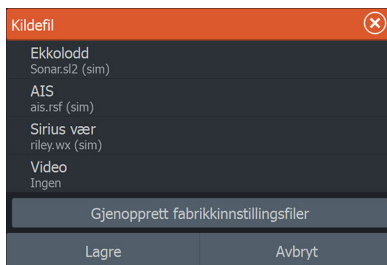 Kildefil
Ekkolodd
Sonar.sl2 (sim)
AIS
ais.rsf (sim)
Sirius vær
riley.wx (sim)
Video
Ingen
Gjenopprett fabrikkinnstillingsfiler
Lagre
Avbryt